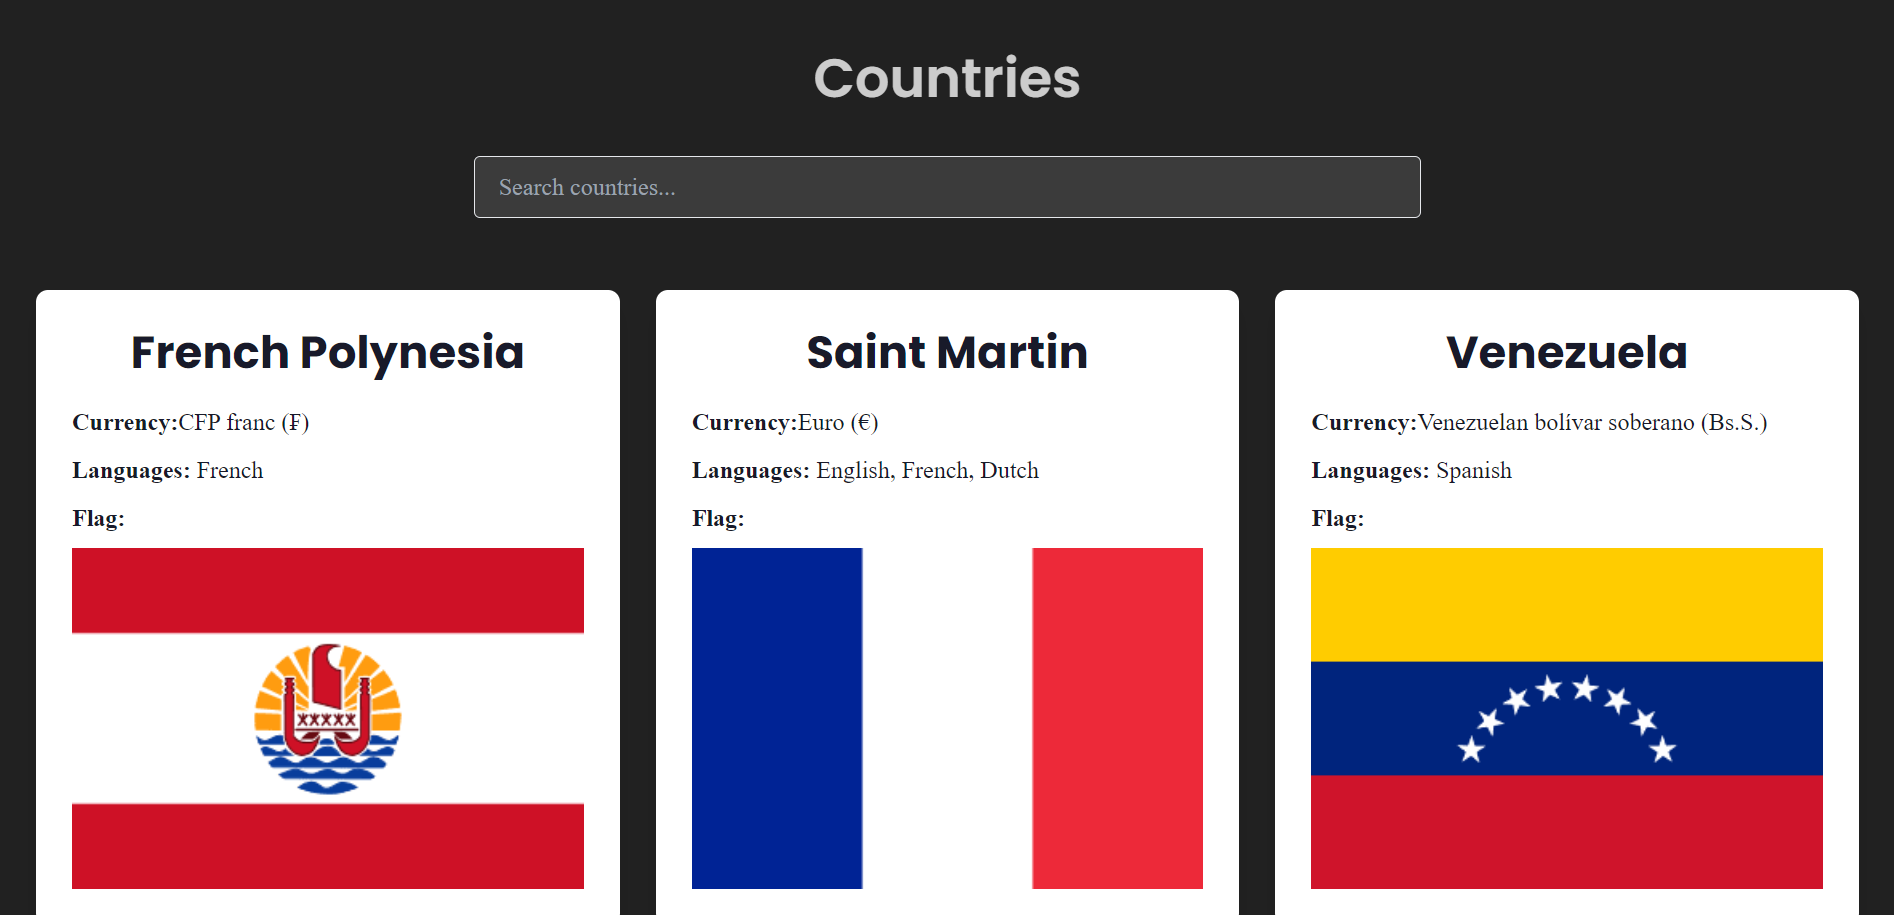 Countries
Search countries...
French Polynesia
Currency:CFP franc (₣)
Languages: French
Flag:
Saint Martin
Currency:Euro (€)
Languages: English, French, Dutch
Flag:
Venezuela
Currency:Venezuelan bolívar soberano (Bs.S.)
Languages: Spanish
Flag: